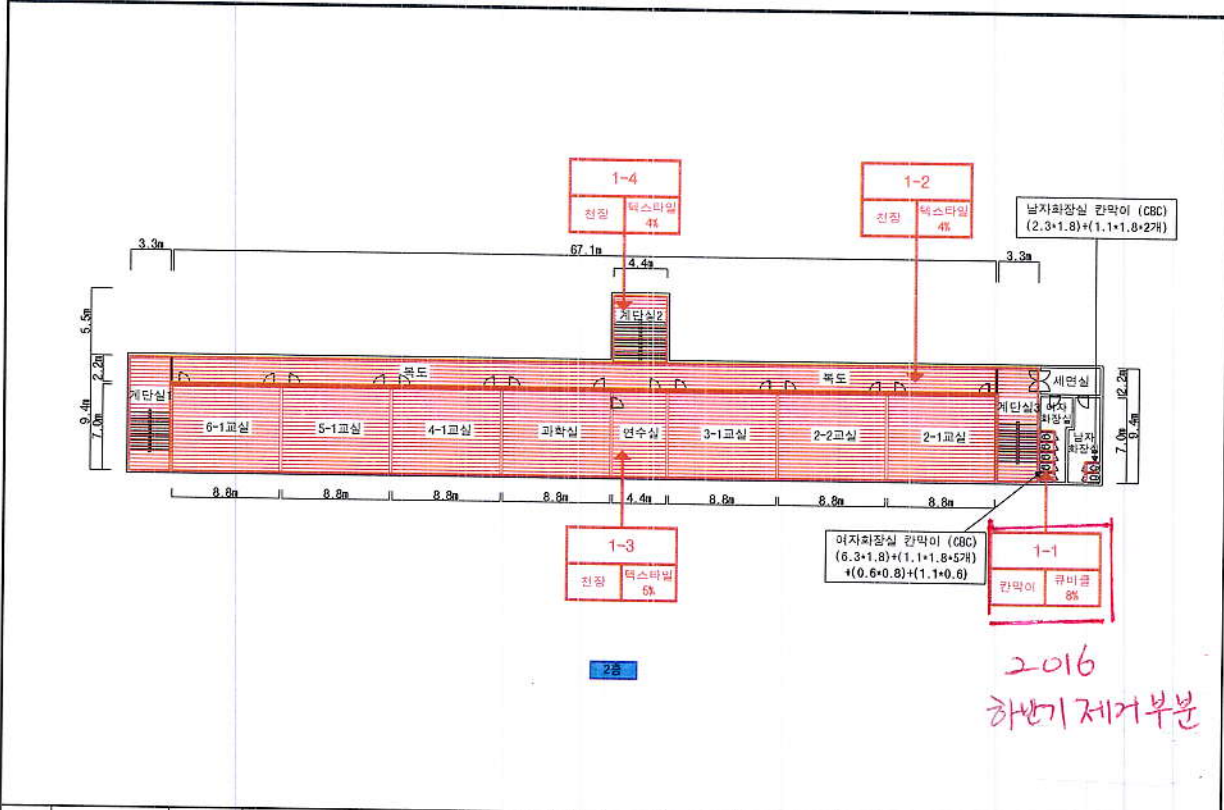 1-4
천장 텍스타일 4%
1-2
천장 텍스타일 4%
남자화장실 칸막이 (CBC)
(2.3*1.8)+(1.1*1.8*2개)
3.3m
67.1m
3.3m
4.4m
5.5m
계단실2
2.2m
복도
복도
세면실
2.2m
9.4m
7.0m
계단실1
6-1교실
5-1교실
4-1교실
과학실
연수실
3-1교실
2-2교실
2-1교실
계단실3
여자
화장실
남자
화장실
7.0m
9.4m
8.8m
8.8m
8.8m
8.8m
4.4m
8.8m
8.8m
8.8m
1-3
천장 텍스타일 5%
여자화장실 칸막이 (CBC)
(6.3*1.8)+(1.1*1.8*5개)
+(0.6*0.8)+(1.1*0.6)
1-1
칸막이 큐비클 8%
2층
2016
하반기 제거부분